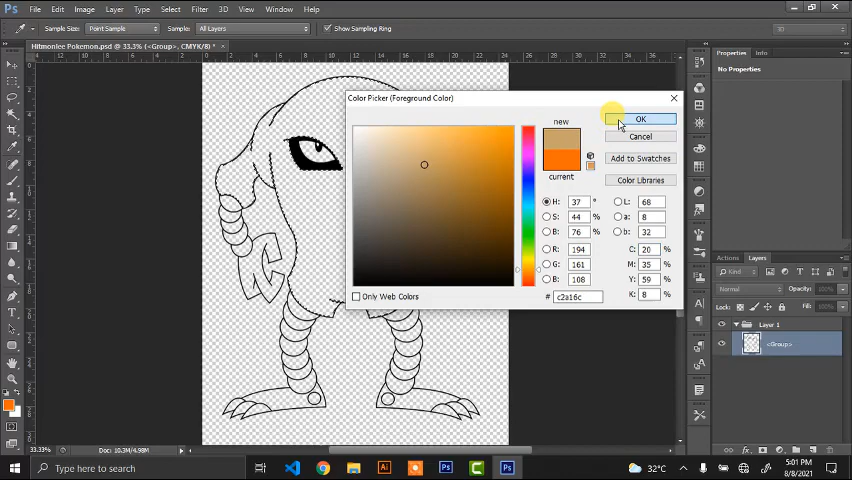 Ps File Edit Image Layer Type Select Filter 3D View Window Help
Sample Size: Point Sample Sample: All Layers Show Sampling Ring
Hitmonlee Pokemon.psd @ 33.3% (<Group>, CMYK/8) *
Properties Info
No Properties
Color Picker (Foreground Color)
new
current
OK
Cancel
Add to Swatches
Color Libraries
H: 37 ° L: 68
S: 44 % a: 8
B: 76 % b: 32
R: 194 C: 20 %
G: 161 M: 35 %
B: 108 Y: 59 %
# c2a16c K: 8 %
Only Web Colors
Actions Layers
Kind
Normal Opacity: 100%
Lock: Fill: 100%
Layer 1
<Group>
33.33% Doc: 10.3M/4.98M
Type here to search
32°C
5:01 PM
8/8/2021